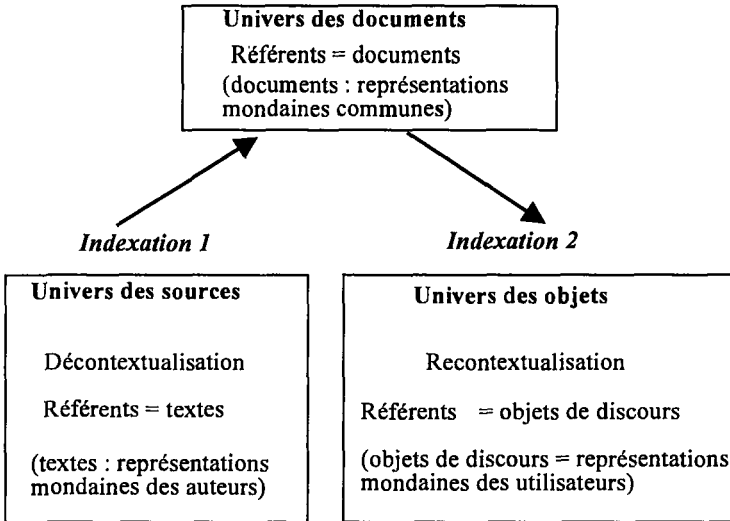 Univers des documents
Référents = documents
(documents : représentations
mondaines communes)
Indexation 1
Indexation 2
Univers des sources
Décontextualisation
Référents = textes
(textes : représentations
mondaines des auteurs)
Univers des objets
Recontextualisation
Référents = objets de discours
(objets de discours = représentations
mondaines des utilisateurs)